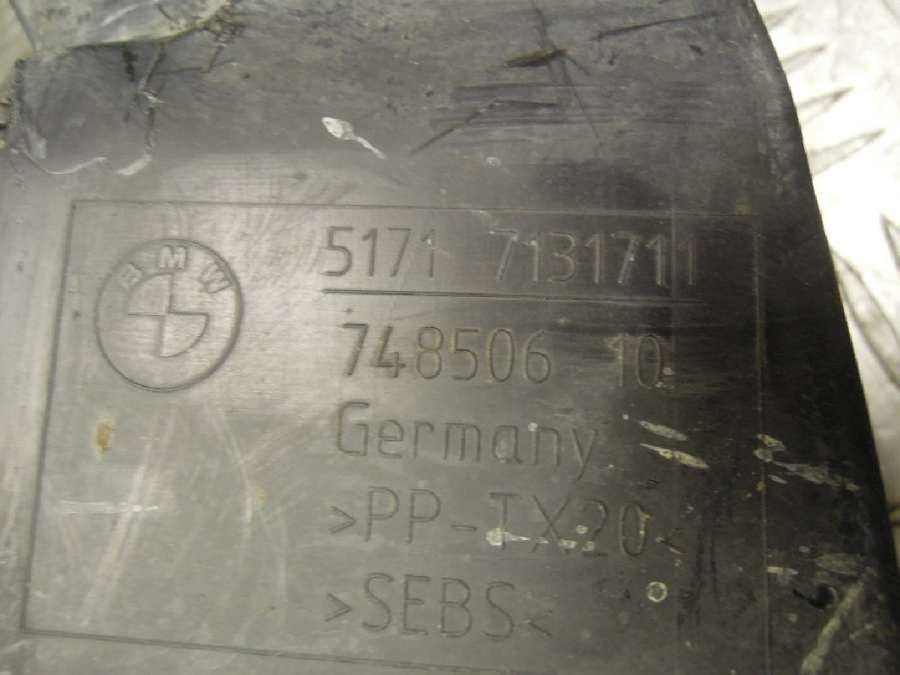 BMW
5171 7131711
748506 10
Germany
>PP-TX20<
>SEBS<